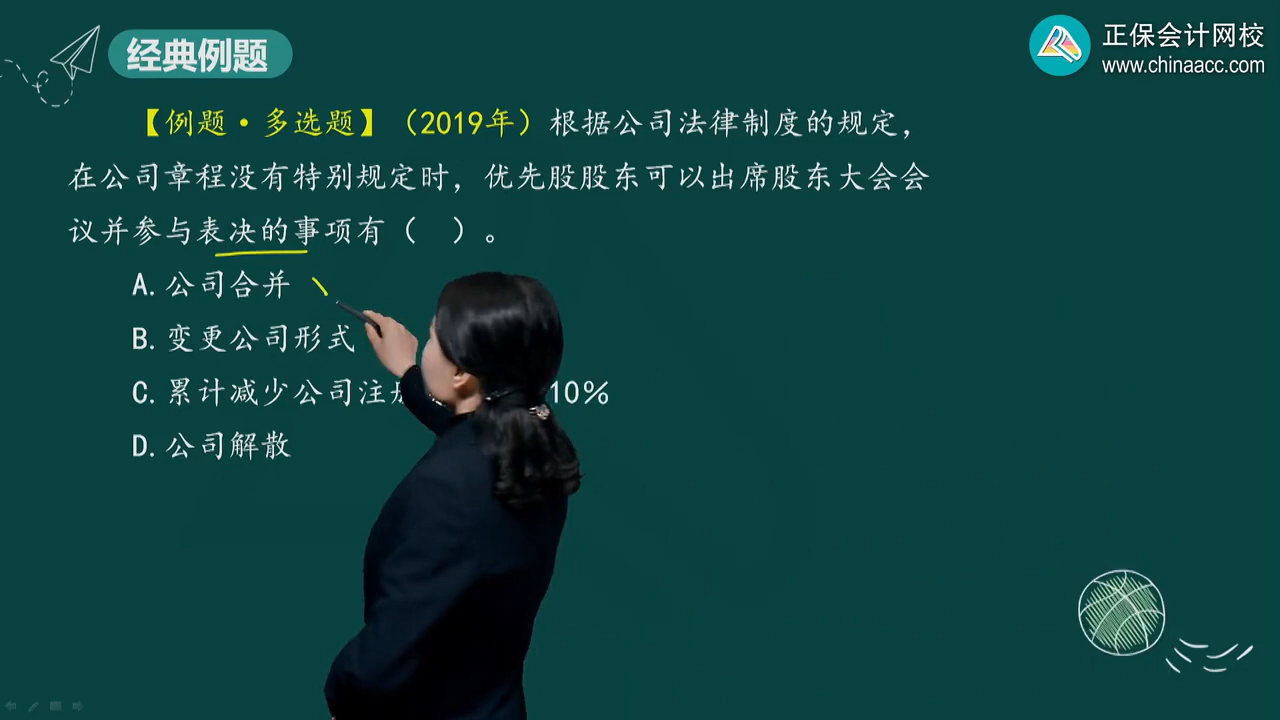 经典例题
正保会计网校
www.chinaacc.com
【例题·多选题】（2019年）根据公司法律制度的规定，
在公司章程没有特别规定时，优先股股东可以出席股东大会会
议并参与表决的事项有（ ）。
A.公司合并
B.变更公司形式
C.累计减少公司注 10%
D.公司解散